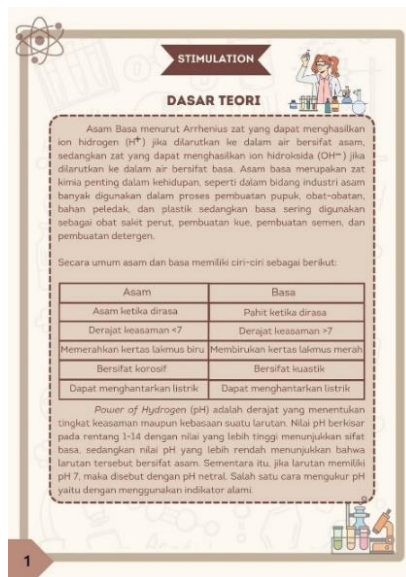 STIMULATION
DASAR TEORI
Asam Basa menurut Arrhenius zat yang dapat menghasilkan
ion hidrogen (H⁺) jika dilarutkan ke dalam air bersifat asam,
sedangkan zat yang dapat menghasilkan ion hidroksida (OH⁻) jika
dilarutkan ke dalam air bersifat basa. Asam basa merupakan zat
kimia penting dalam kehidupan, seperti dalam bidang industri asam
banyak digunakan dalam proses pembuatan pupuk, obat-obatan,
bahan peledak, dan plastik sedangkan basa sering digunakan
sebagai obat sakit perut, pembuatan kue, pembuatan semen, dan
pembuatan detergen.
Secara umum asam dan basa memiliki ciri-ciri sebagai berikut:
Asam Basa
Asam ketika dirasa Pahit ketika dirasa
Derajat keasaman <7 Derajat keasaman >7
Memerahkan kertas lakmus biru Membirukan kertas lakmus merah
Bersifat korosif Bersifat kuastik
Dapat menghantarkan listrik Dapat menghantarkan listrik
Power of Hydrogen (pH) adalah derajat yang menentukan
tingkat keasaman maupun kebasaan suatu larutan. Nilai pH berkisar
pada rentang 1-14 dengan nilai yang lebih tinggi menunjukkan sifat
basa, sedangkan nilai pH yang lebih rendah menunjukkan bahwa
larutan tersebut bersifat asam. Sementara itu, jika larutan memiliki
pH 7, maka disebut dengan pH netral. Salah satu cara mengukur pH
yaitu dengan menggunakan indikator alami.
1